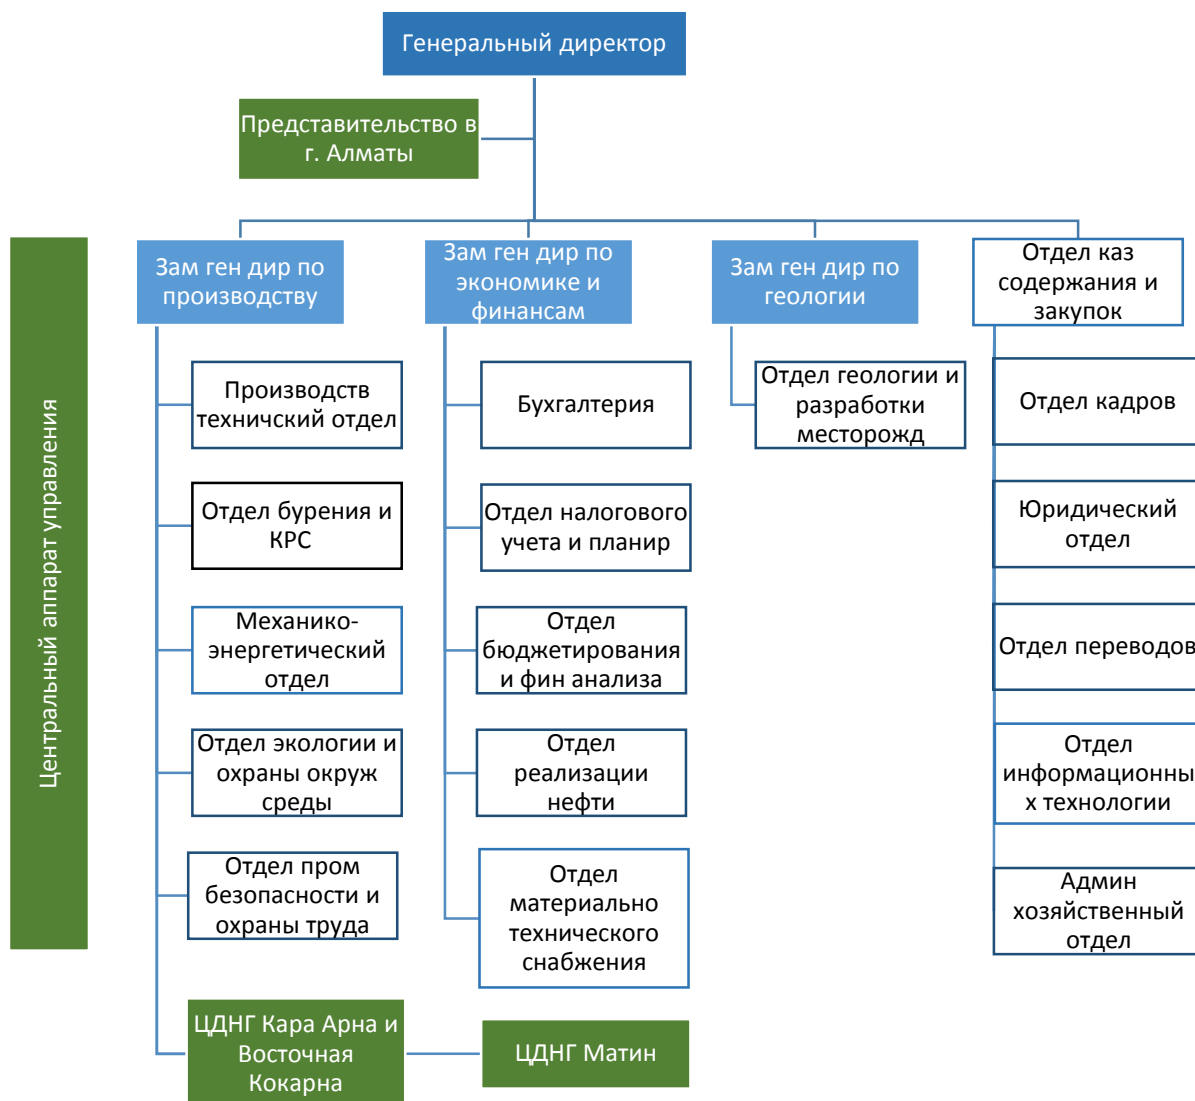 Генеральный директор
Представительство в
г. Алматы
Центральный аппарат управления
Зам ген дир по
производству
Зам ген дир по
экономике и
финансам
Зам ген дир по
геологии
Отдел каз
содержания и
закупок
Производств
техничский отдел
Бухгалтерия
Отдел геологии и
разработки
месторожд
Отдел кадров
Отдел бурения и
КРС
Отдел налогового
учета и планир
Юридический
отдел
Механико-
энергетический
отдел
Отдел
бюджетирования
и фин анализа
Отдел переводов
Отдел экологии и
охраны окруж
среды
Отдел
реализации
нефти
Отдел
информационны
х технологии
Отдел пром
безопасности и
охраны труда
Отдел
материально
технического
снабжения
Админ
хозяйственный
отдел
ЦДНГ Кара Арна и
Восточная
Кокарна
ЦДНГ Матин